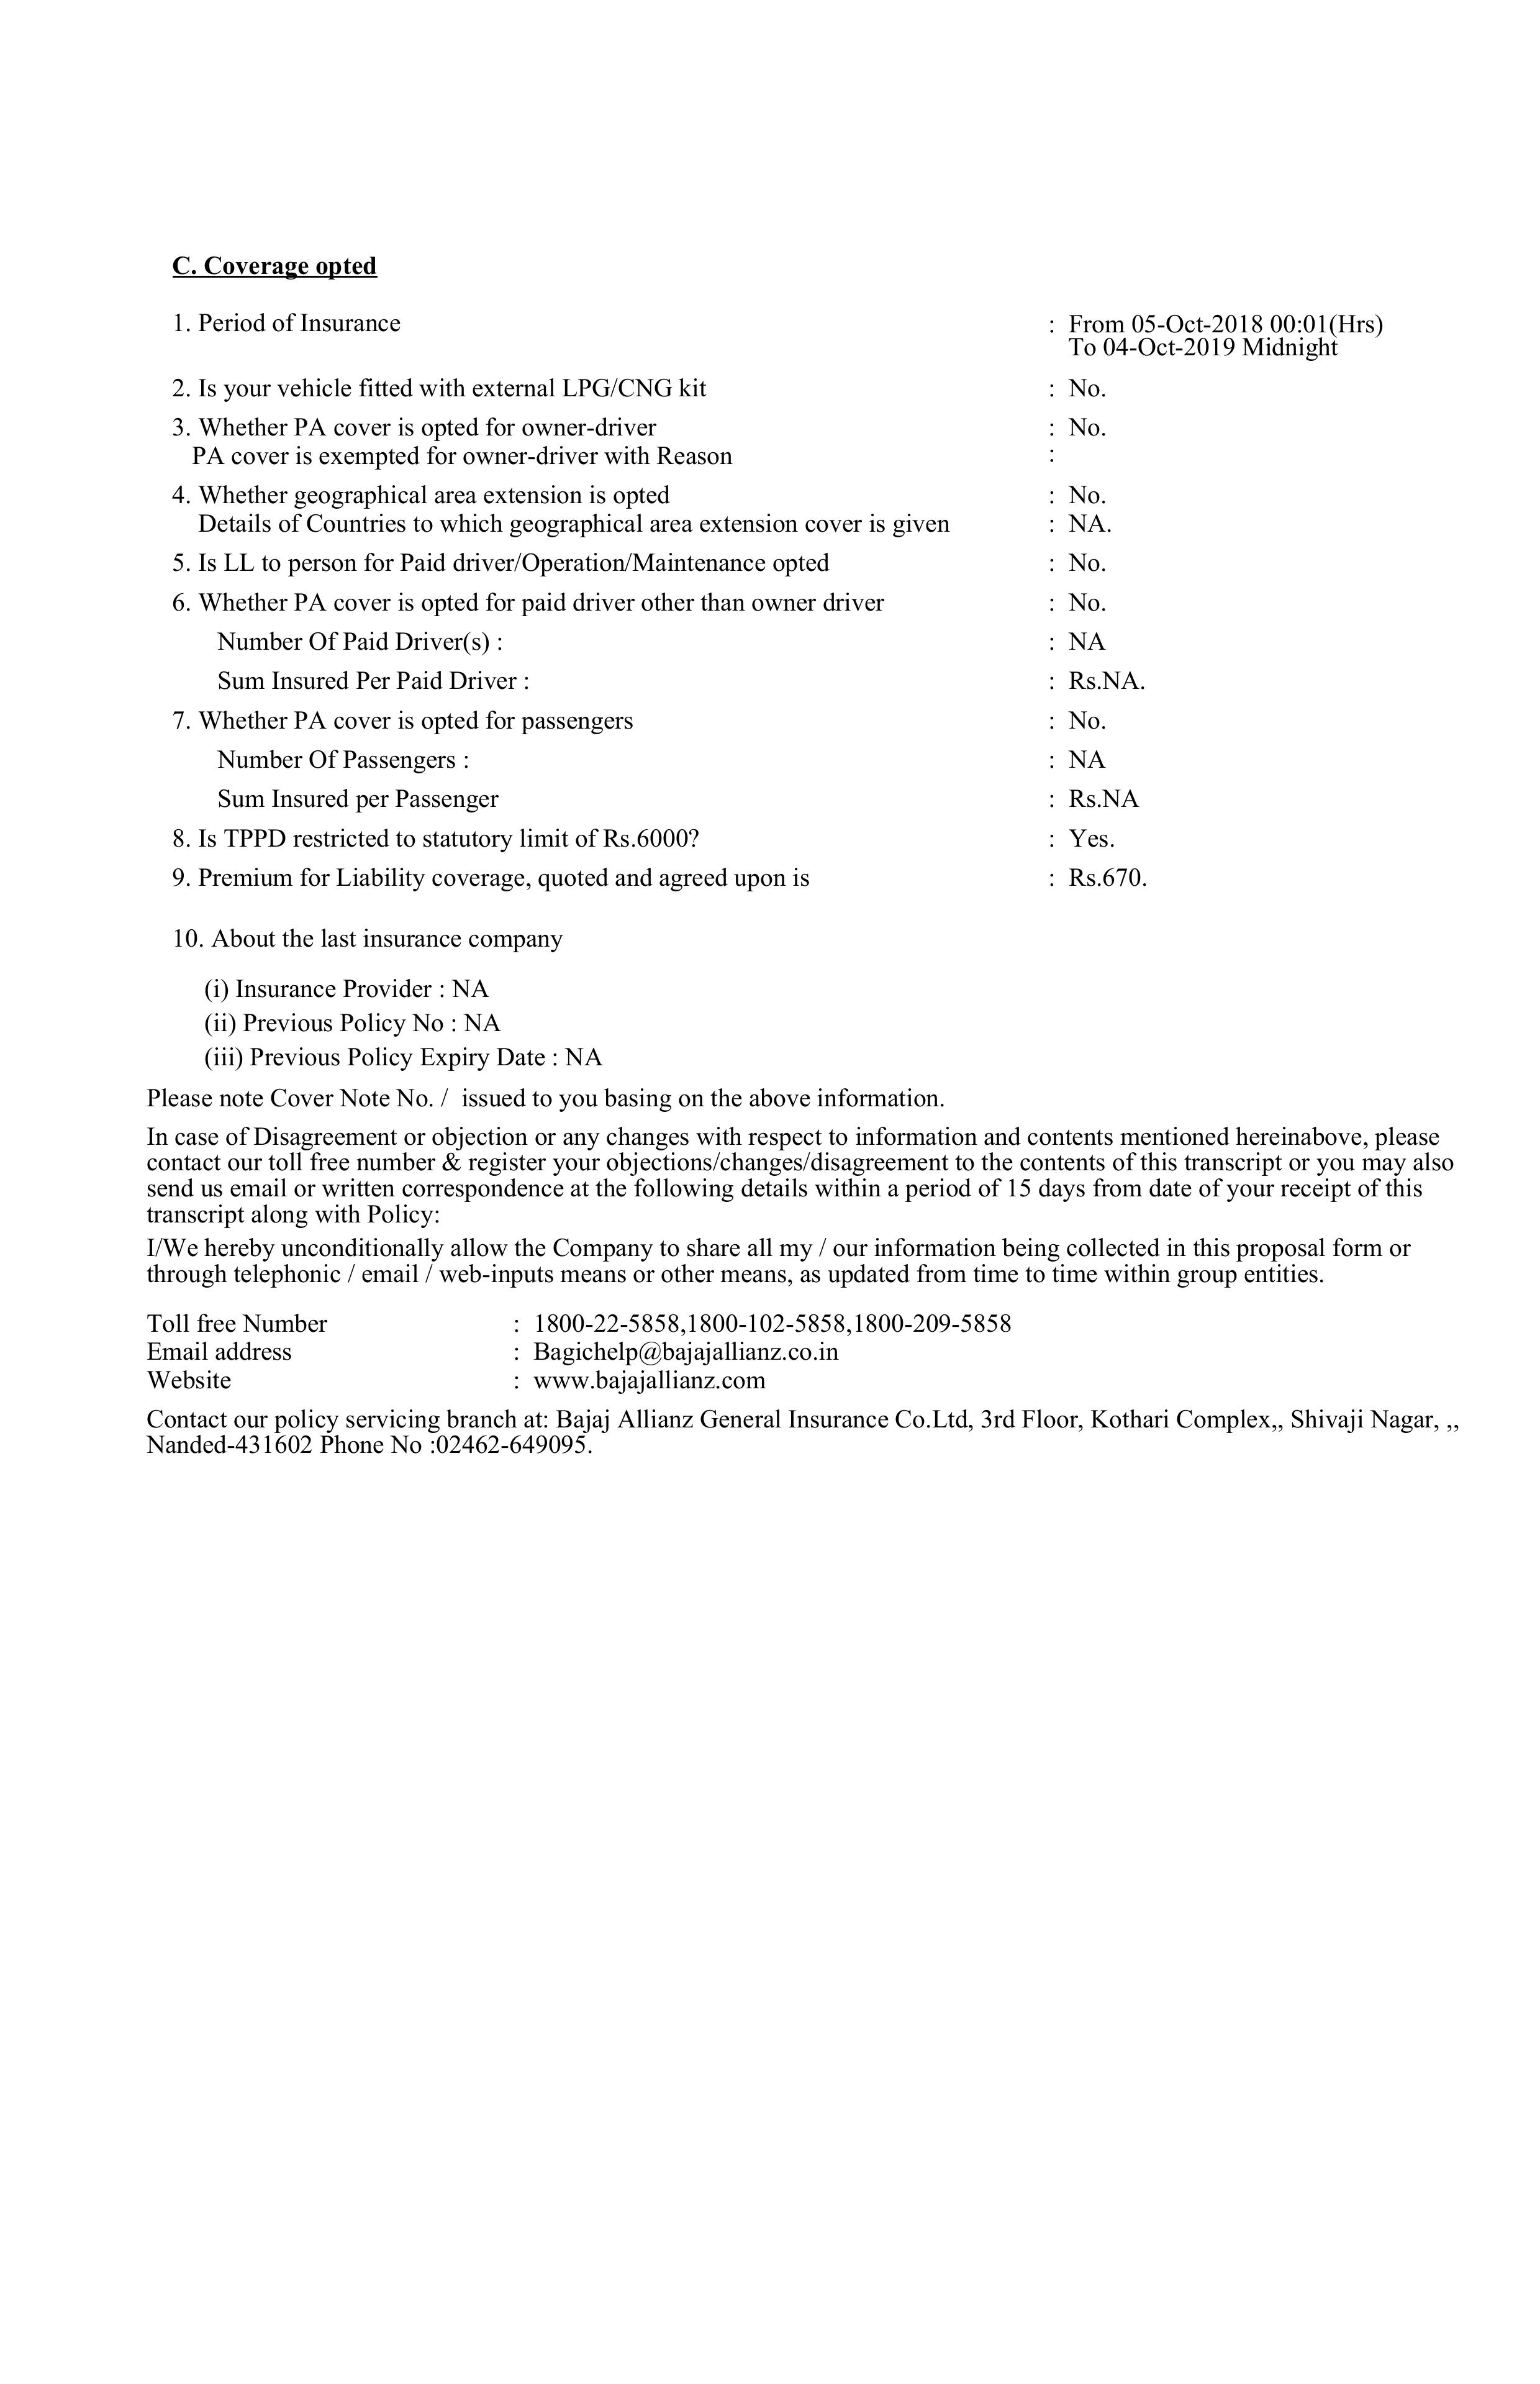 C. Coverage opted
1. Period of Insurance : From 05-Oct-2018 00:01(Hrs)
To 04-Oct-2019 Midnight
2. Is your vehicle fitted with external LPG/CNG kit : No.
3. Whether PA cover is opted for owner-driver : No.
PA cover is exempted for owner-driver with Reason :
4. Whether geographical area extension is opted : No.
Details of Countries to which geographical area extension cover is given : NA.
5. Is LL to person for Paid driver/Operation/Maintenance opted : No.
6. Whether PA cover is opted for paid driver other than owner driver : No.
Number Of Paid Driver(s) : : NA
Sum Insured Per Paid Driver : : Rs.NA.
7. Whether PA cover is opted for passengers : No.
Number Of Passengers : : NA
Sum Insured per Passenger : Rs.NA
8. Is TPPD restricted to statutory limit of Rs.6000? : Yes.
9. Premium for Liability coverage, quoted and agreed upon is : Rs.670.
10. About the last insurance company
(i) Insurance Provider : NA
(ii) Previous Policy No : NA
(iii) Previous Policy Expiry Date : NA
Please note Cover Note No. /  issued to you basing on the above information.
In case of Disagreement or objection or any changes with respect to information and contents mentioned hereinabove, please
contact our toll free number & register your objections/changes/disagreement to the contents of this transcript or you may also
send us email or written correspondence at the following details within a period of 15 days from date of your receipt of this
transcript along with Policy:
I/We hereby unconditionally allow the Company to share all my / our information being collected in this proposal form or
through telephonic / email / web-inputs means or other means, as updated from time to time within group entities.
Toll free Number : 1800-22-5858,1800-102-5858,1800-209-5858
Email address : Bagichelp@bajajallianz.co.in
Website : www.bajajallianz.com
Contact our policy servicing branch at: Bajaj Allianz General Insurance Co.Ltd, 3rd Floor, Kothari Complex,, Shivaji Nagar, ,,
Nanded-431602 Phone No :02462-649095.